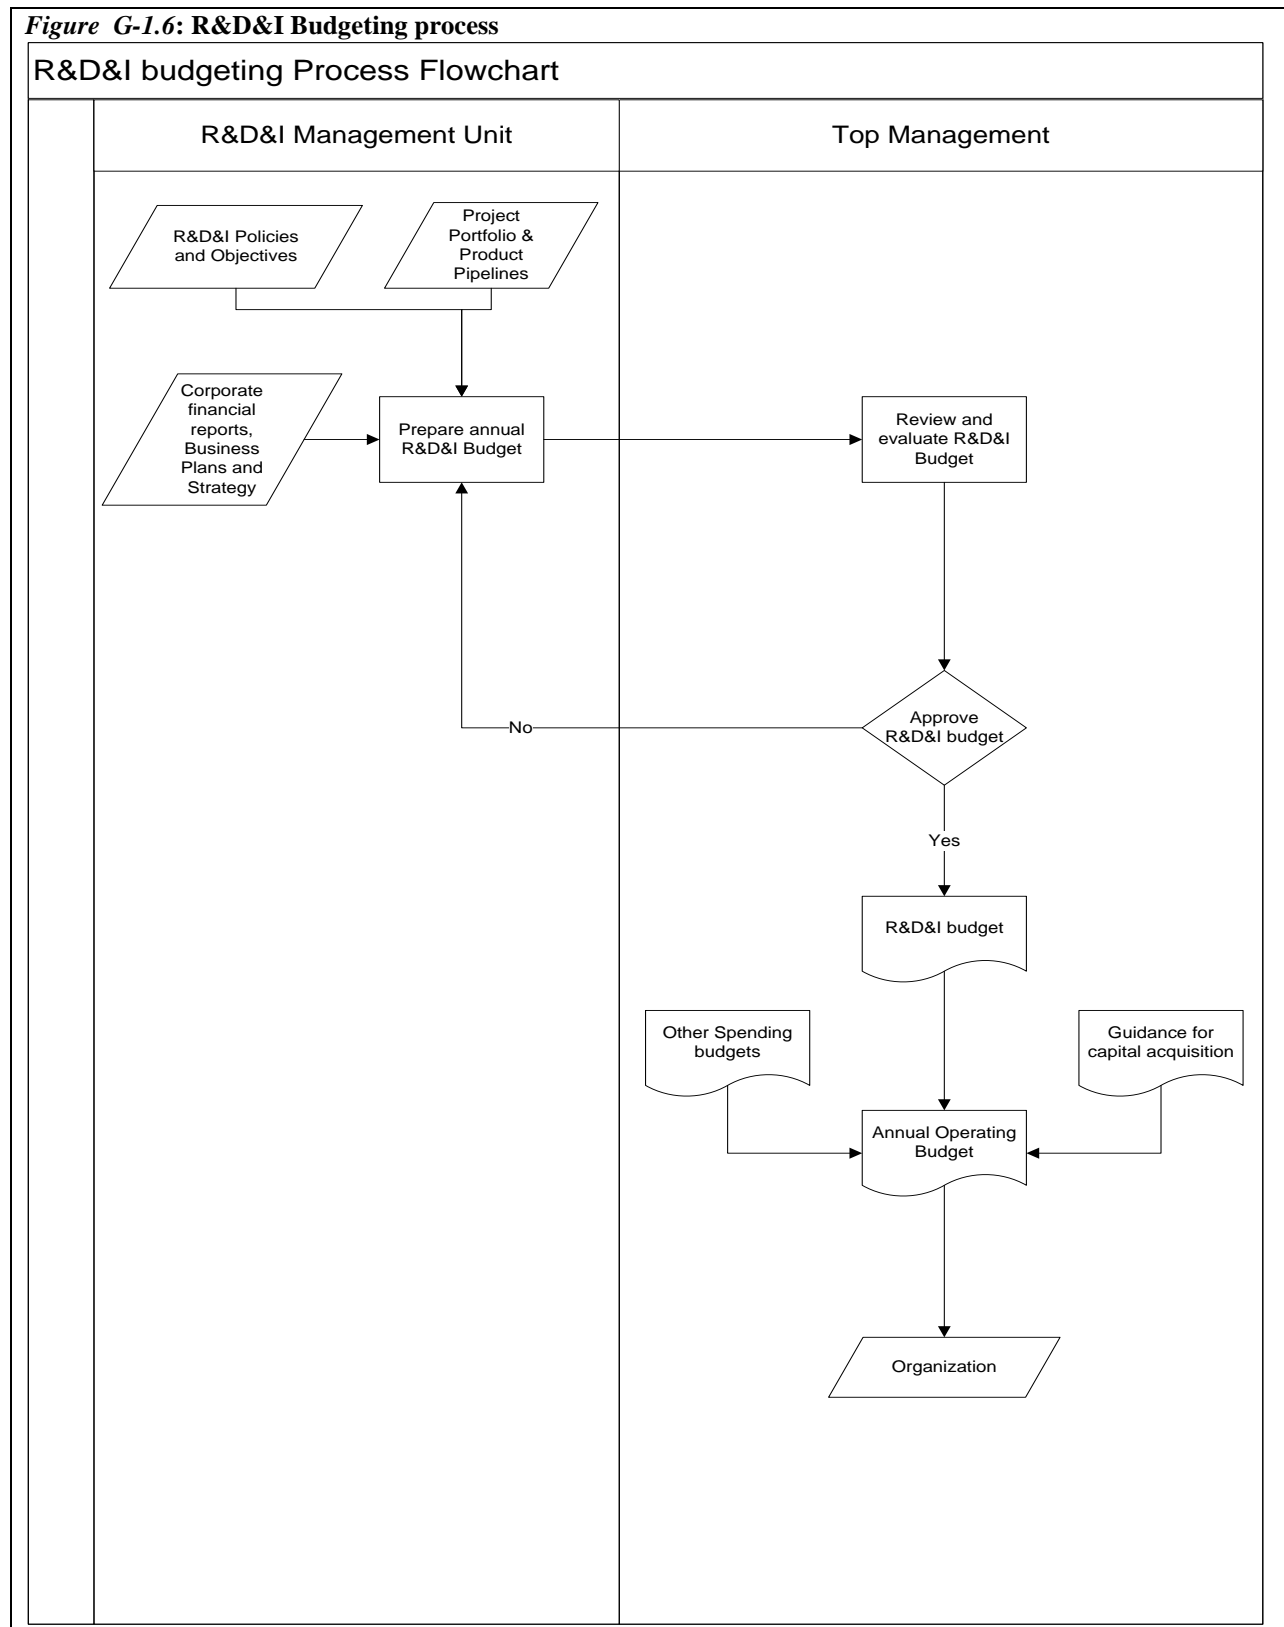 Figure G-1.6: R&D&I Budgeting process
R&D&I budgeting Process Flowchart
R&D&I Management Unit
Top Management
R&D&I Policies
and Objectives
Project
Portfolio &
Product
Pipelines
Corporate
financial
reports,
Business
Plans and
Strategy
Prepare annual
R&D&I Budget
Review and
evaluate R&D&I
Budget
Approve
R&D&I budget
No
Yes
R&D&I budget
Other Spending
budgets
Guidance for
capital acquisition
Annual Operating
Budget
Organization